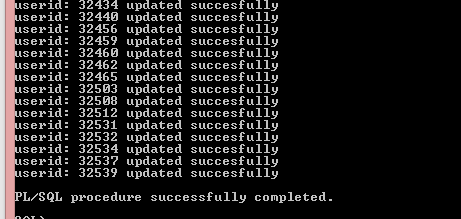 userid: 32434 updated succesfully
userid: 32440 updated succesfully
userid: 32456 updated succesfully
userid: 32459 updated succesfully
userid: 32460 updated succesfully
userid: 32462 updated succesfully
userid: 32465 updated succesfully
userid: 32503 updated succesfully
userid: 32508 updated succesfully
userid: 32512 updated succesfully
userid: 32531 updated succesfully
userid: 32532 updated succesfully
userid: 32534 updated succesfully
userid: 32537 updated succesfully
userid: 32539 updated succesfully
PL/SQL procedure successfully completed.
SQL>